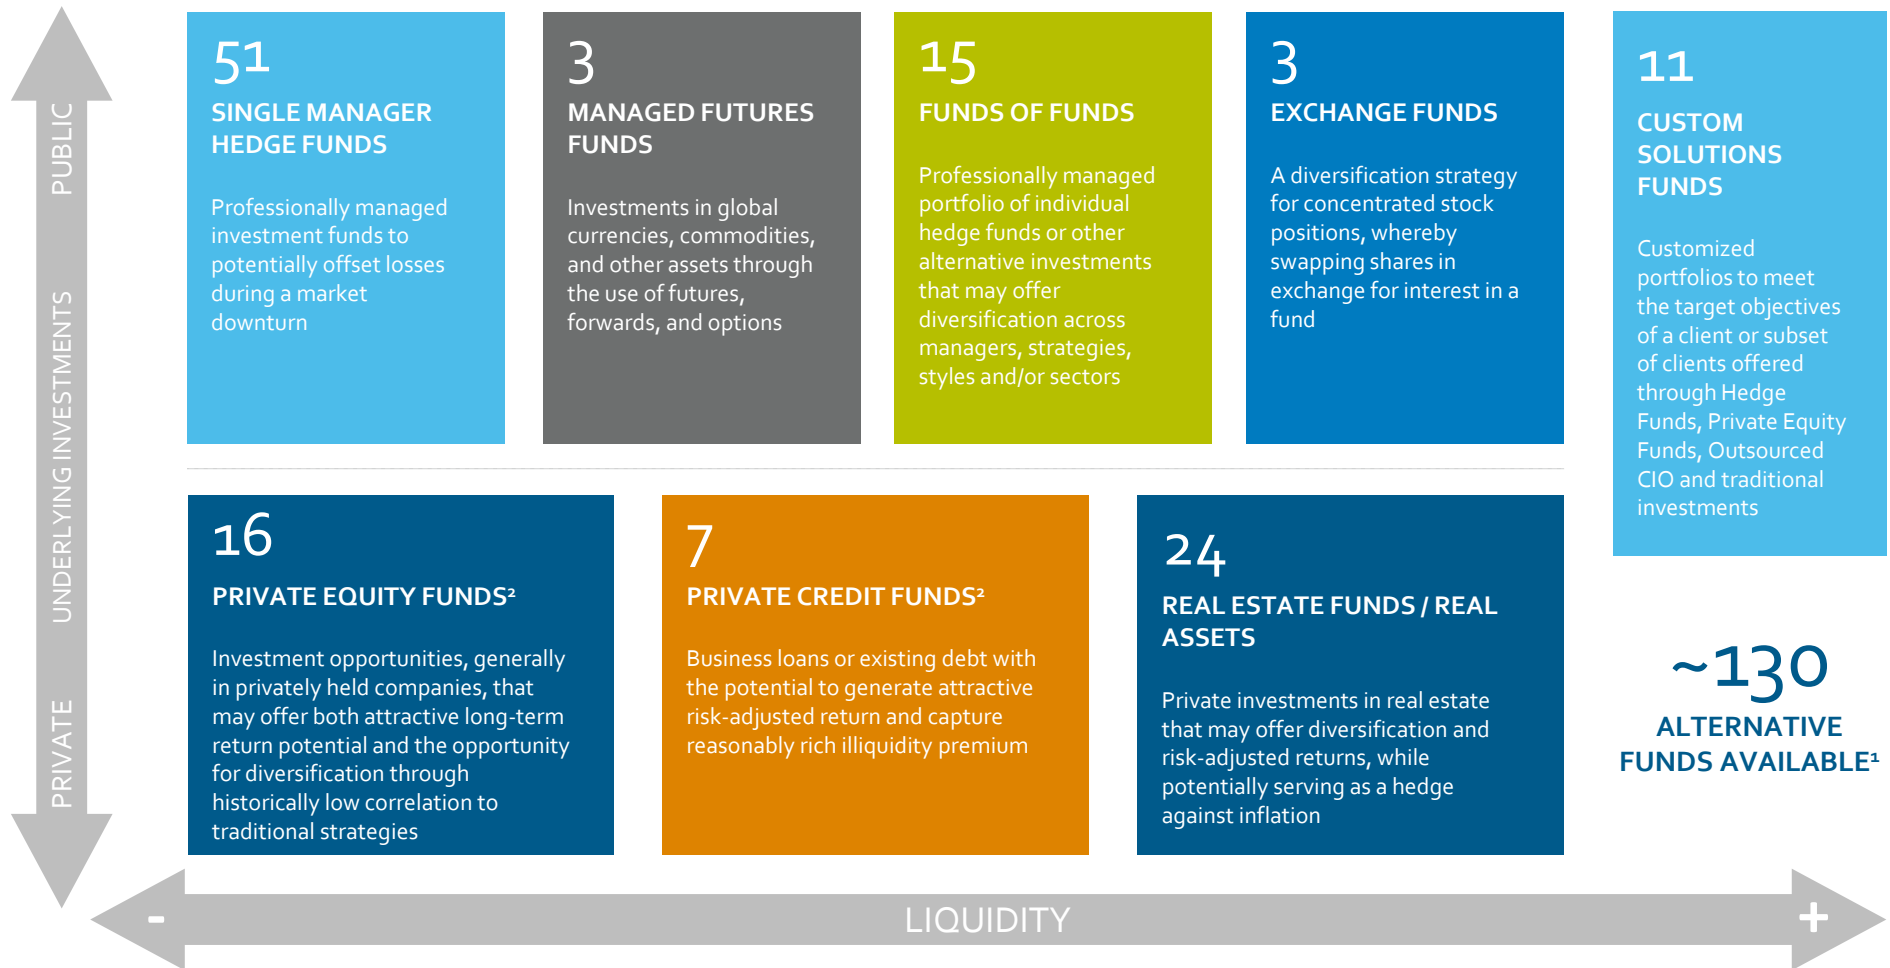 PUBLIC
UNDERLYING INVESTMENTS
PRIVATE
51
SINGLE MANAGER
HEDGE FUNDS
Professionally managed
investment funds to
potentially offset losses
during a market
downturn
3
MANAGED FUTURES
FUNDS
Investments in global
currencies, commodities,
and other assets through
the use of futures,
forwards, and options
15
FUNDS OF FUNDS
Professionally managed
portfolio of individual
hedge funds or other
alternative investments
that may offer
diversification across
managers, strategies,
styles and/or sectors
3
EXCHANGE FUNDS
A diversification strategy
for concentrated stock
positions, whereby
swapping shares in
exchange for interest in a
fund
11
CUSTOM
SOLUTIONS
FUNDS
Customized
portfolios to meet
the target objectives
of a client or subset
of clients offered
through Hedge
Funds, Private Equity
Funds, Outsourced
CIO and traditional
investments
16
PRIVATE EQUITY FUNDS²
Investment opportunities, generally
in privately held companies, that
may offer both attractive long-term
return potential and the opportunity
for diversification through
historically low correlation to
traditional strategies
7
PRIVATE CREDIT FUNDS²
Business loans or existing debt with
the potential to generate attractive
risk-adjusted return and capture
reasonably rich illiquidity premium
24
REAL ESTATE FUNDS / REAL
ASSETS
Private investments in real estate
that may offer diversification and
risk-adjusted returns, while
potentially serving as a hedge
against inflation
~130
ALTERNATIVE
FUNDS AVAILABLE¹
- LIQUIDITY +